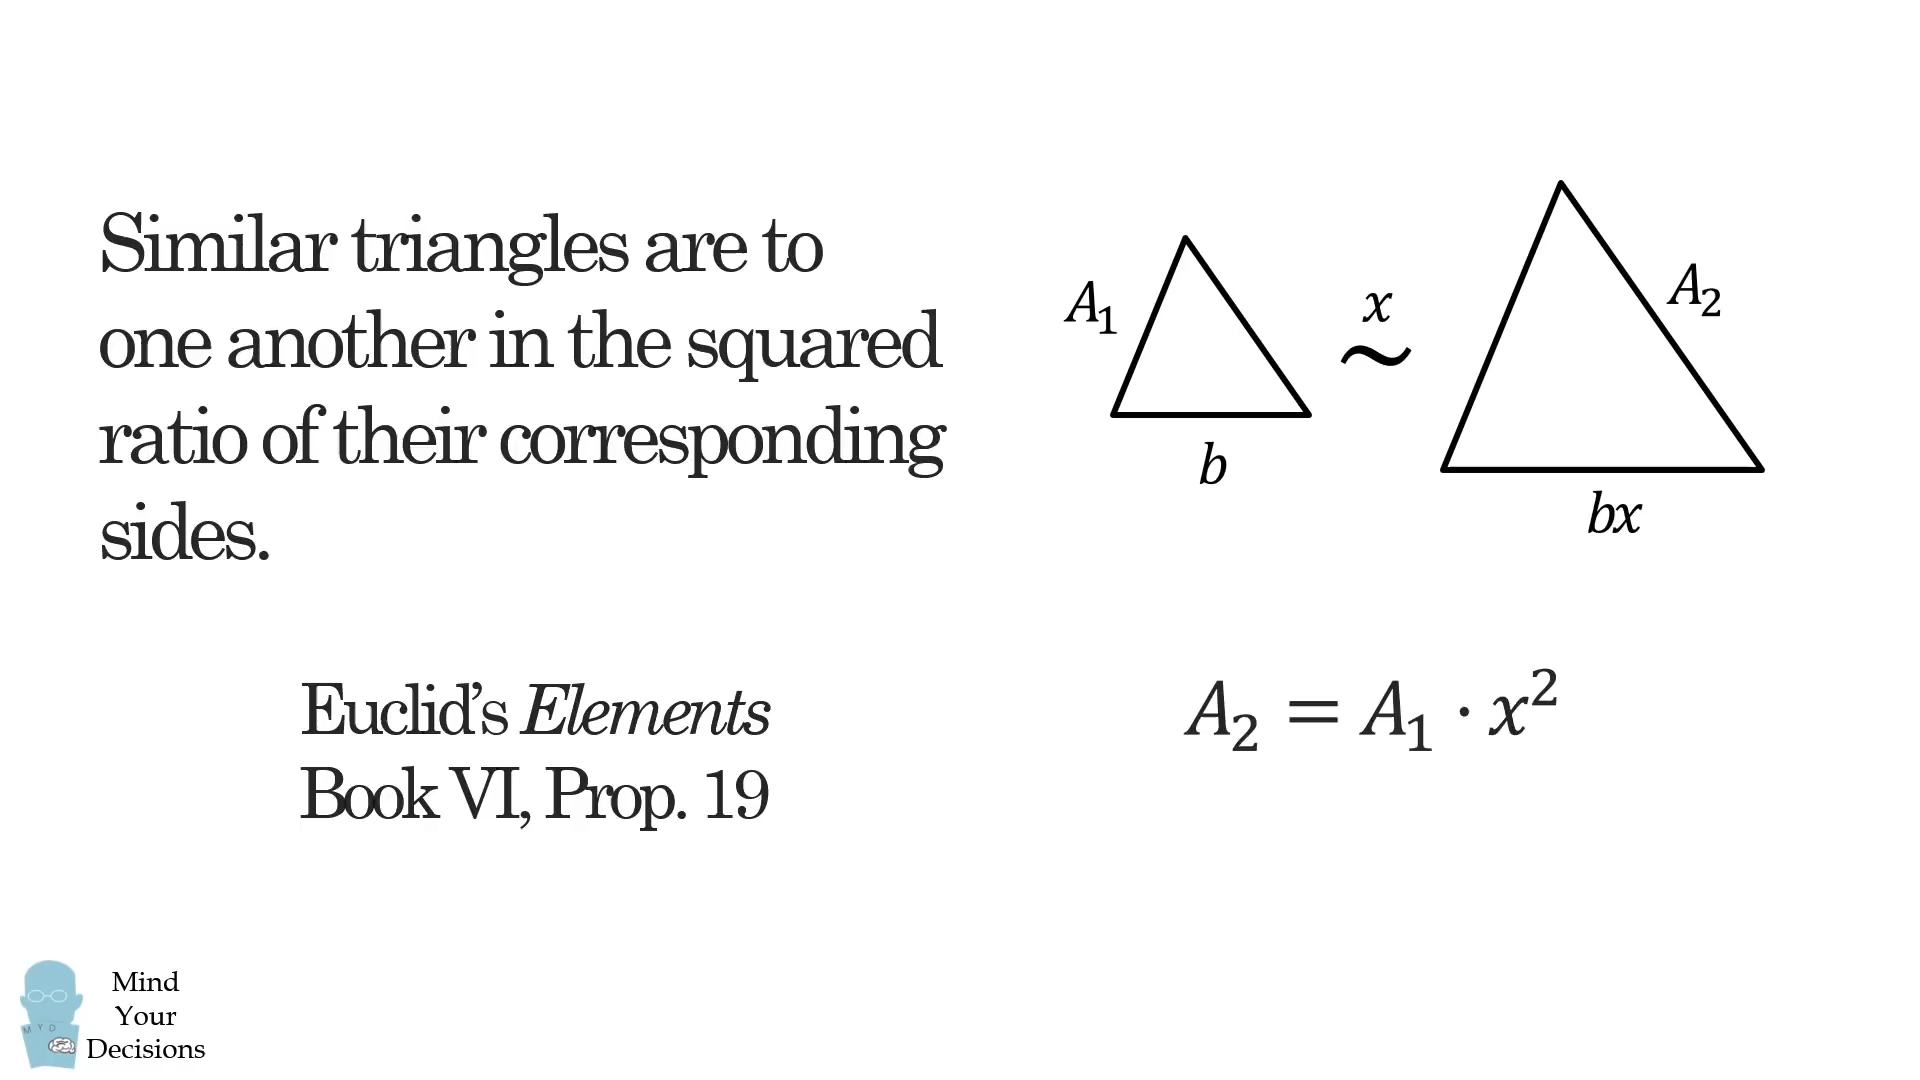 Similar triangles are to
one another in the squared
ratio of their corresponding
sides.
Euclid's Elements
Book VI, Prop. 19
A₁
b
x
~
A₂
bx
A₂ = A₁ · x²
M Y D
Mind
Your
Decisions